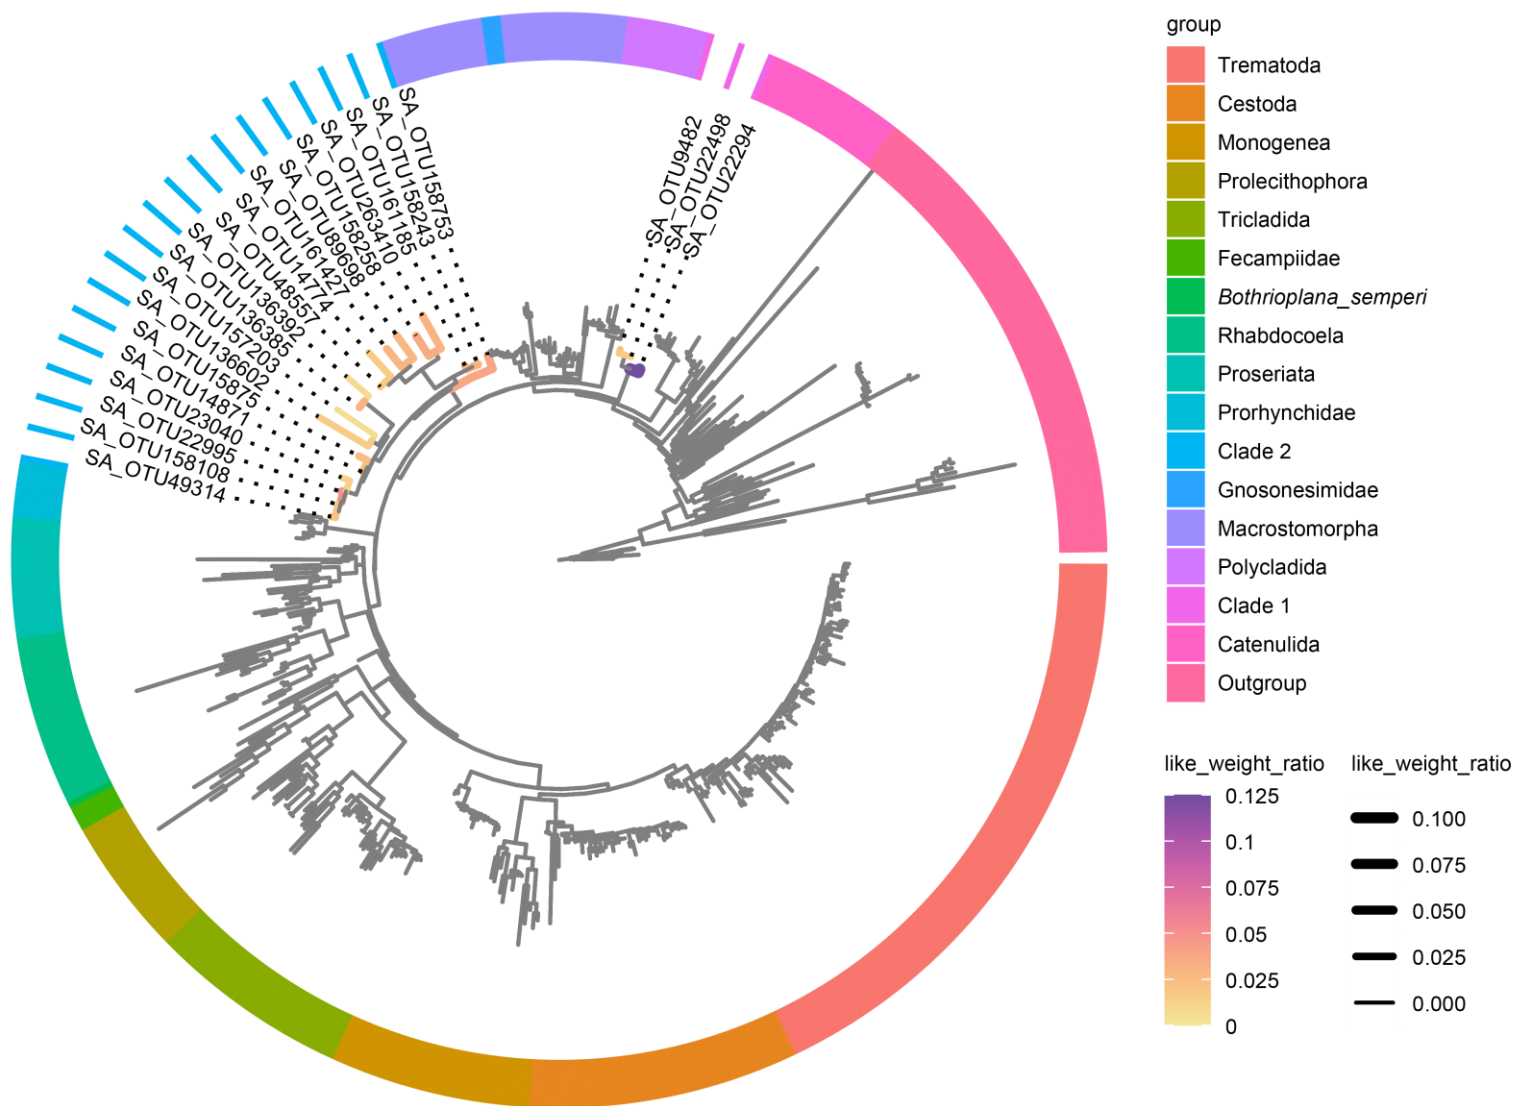 group
Trematoda
Cestoda
Monogenea
Prolecithophora
Tricladida
Fecampiidae
Bothrioplana_semperi
Rhabdocoela
Proseriata
Prorhynchidae
Clade 2
Gnosonesimidae
Macrostomorpha
Polycladida
Clade 1
Catenulida
Outgroup
like_weight_ratio
0.125
0.1
0.075
0.05
0.025
0
like_weight_ratio
0.100
0.075
0.050
0.025
0.000
SA_OTU9482
SA_OTU22498
SA_OTU22294
SA_OTU158753
SA_OTU158243
SA_OTU161185
SA_OTU263410
SA_OTU158258
SA_OTU89698
SA_OTU161427
SA_OTU14774
SA_OTU48557
SA_OTU136392
SA_OTU136385
SA_OTU157203
SA_OTU136602
SA_OTU15875
SA_OTU14871
SA_OTU23040
SA_OTU22995
SA_OTU158108
SA_OTU49314